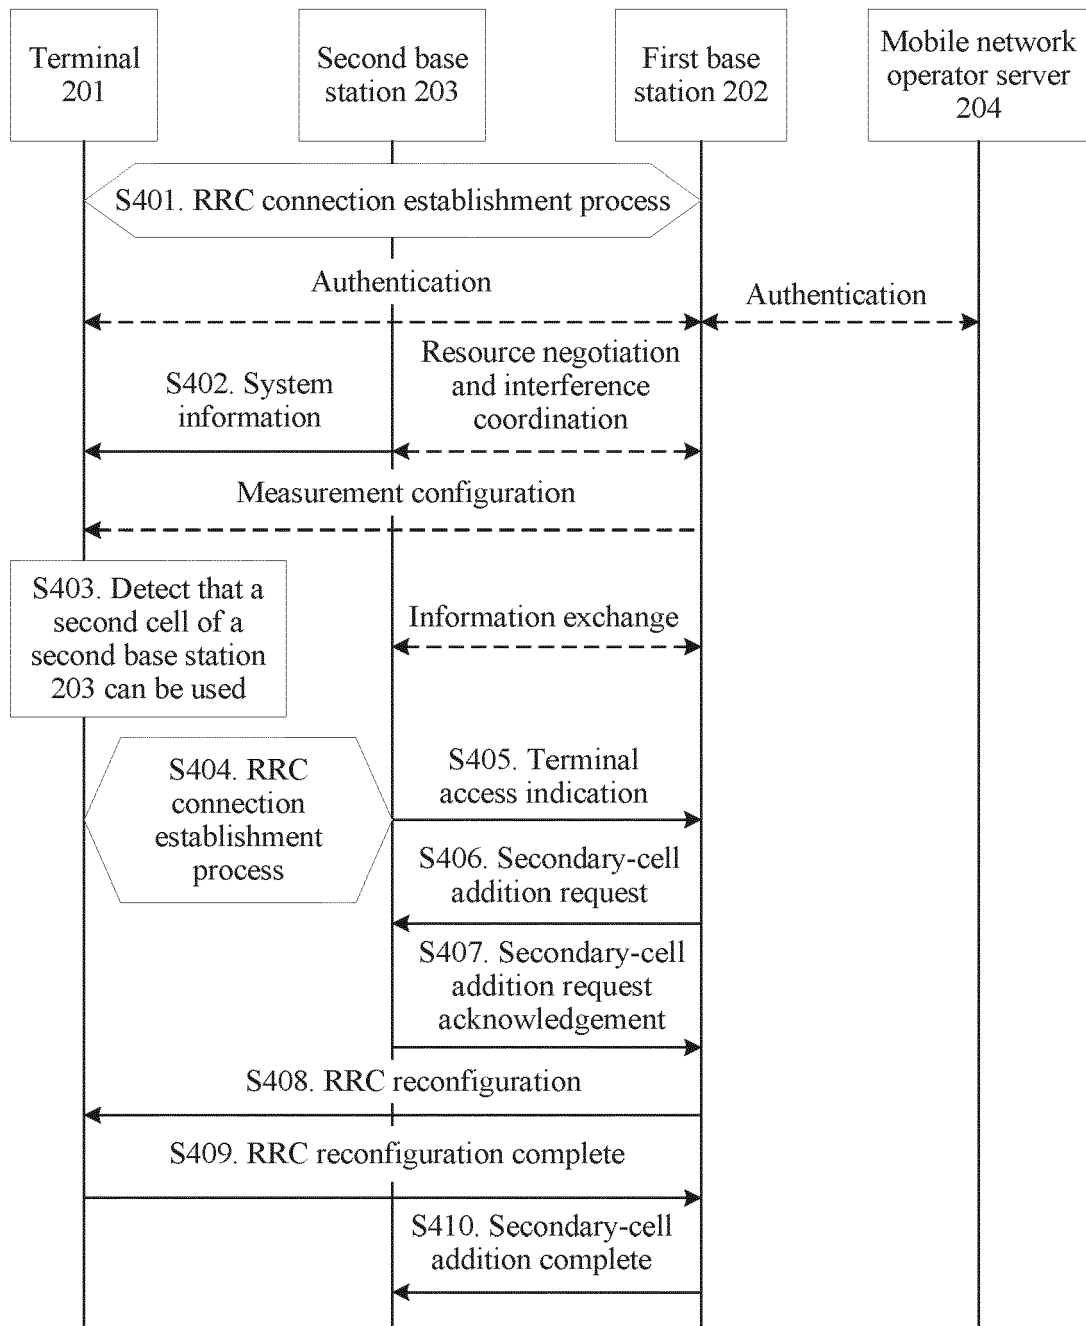 Terminal
201
Second base
station 203
First base
station 202
Mobile network
operator server
204
S401. RRC connection establishment process
Authentication
Authentication
S402. System
information
Resource negotiation
and interference
coordination
Measurement configuration
S403. Detect that a
second cell of a
second base station
203 can be used
Information exchange
S404. RRC
connection
establishment
process
S405. Terminal
access indication
S406. Secondary-cell
addition request
S407. Secondary-cell
addition request
acknowledgement
S408. RRC reconfiguration
S409. RRC reconfiguration complete
S410. Secondary-cell
addition complete